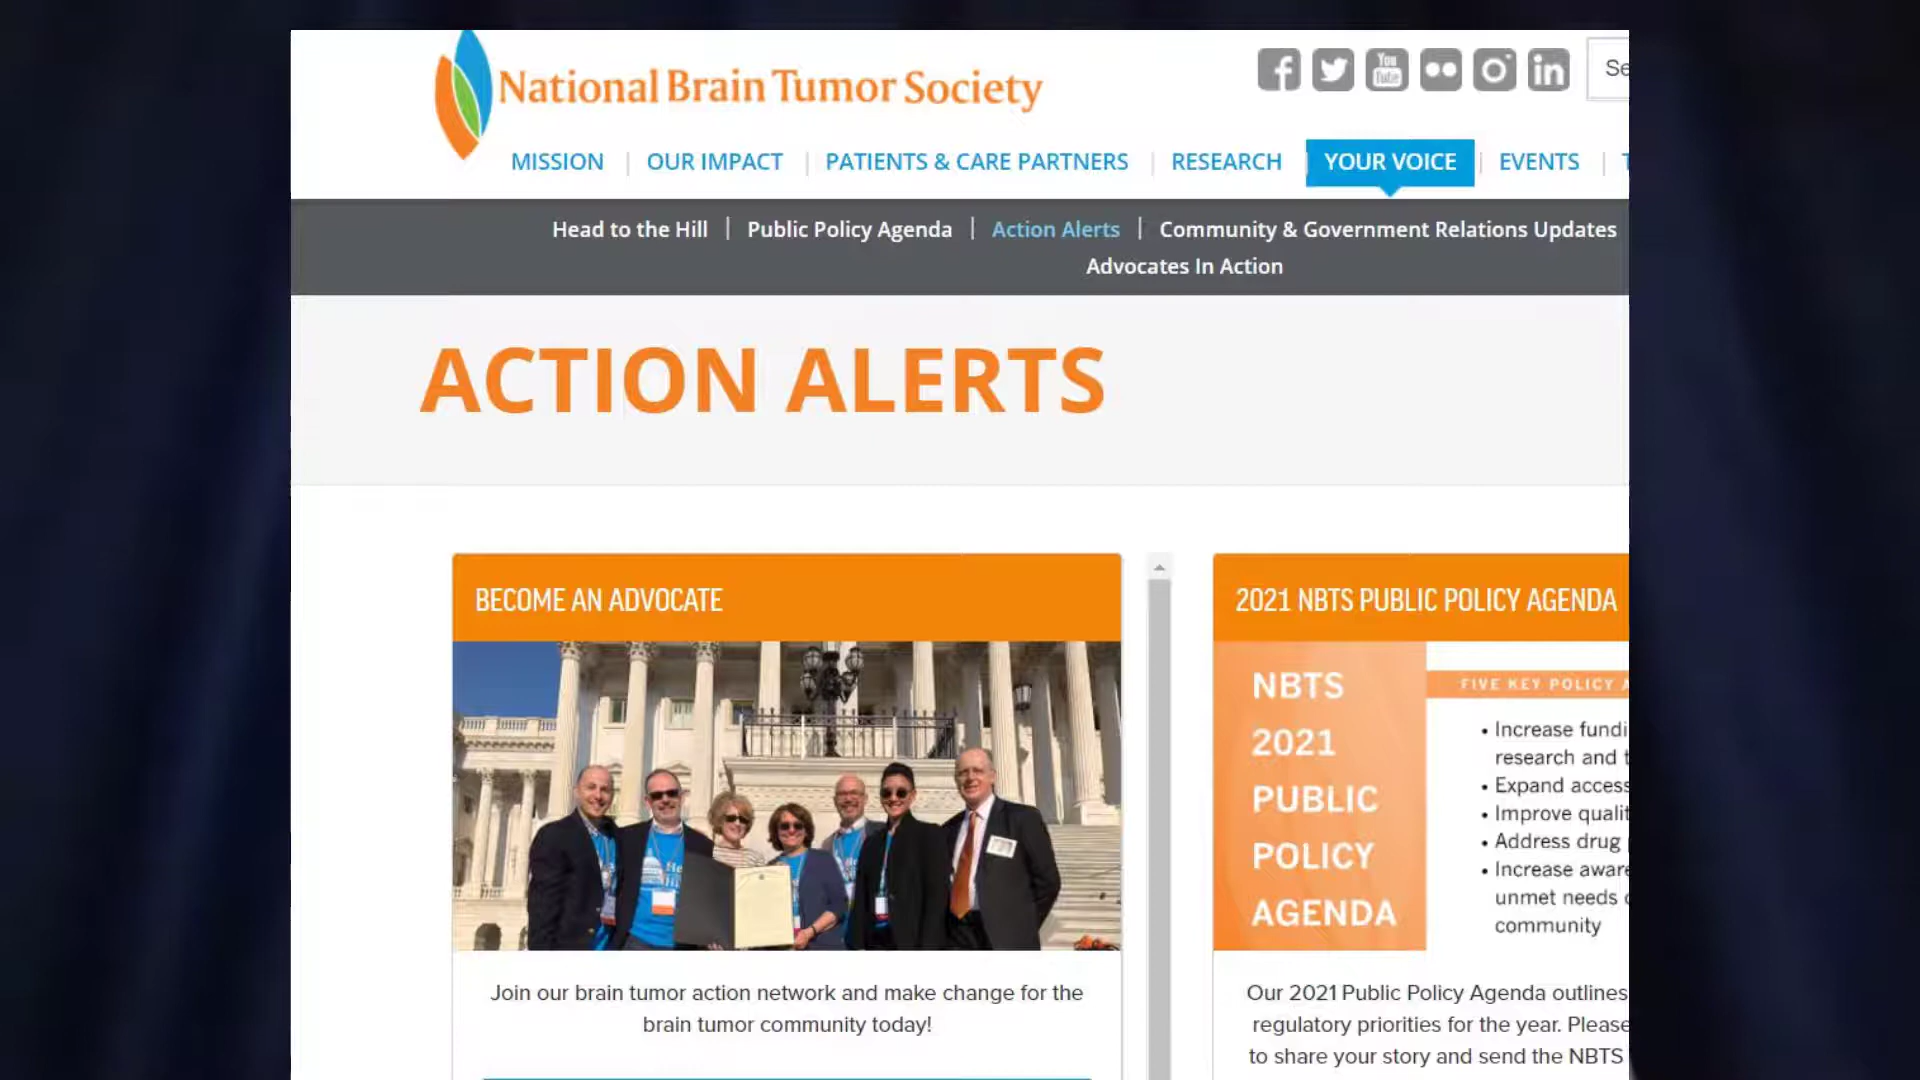 National Brain Tumor Society
You
Tube
MISSION
OUR IMPACT
PATIENTS & CARE PARTNERS
RESEARCH
YOUR VOICE
EVENTS
Head to the Hill | Public Policy Agenda | Action Alerts | Community & Government Relations Updates
Advocates In Action
ACTION ALERTS
BECOME AN ADVOCATE
Join our brain tumor action network and make change for the
brain tumor community today!
2021 NBTS PUBLIC POLICY AGENDA
NBTS
2021
PUBLIC
POLICY
AGENDA
FIVE KEY POLICY
• Increase
research and
• Expand access
• Improve
• Address drug
• Increase
unmet needs
community
Our 2021 Public Policy Agenda outlines
regulatory priorities for the year. Please
to share your story and send the NBTS